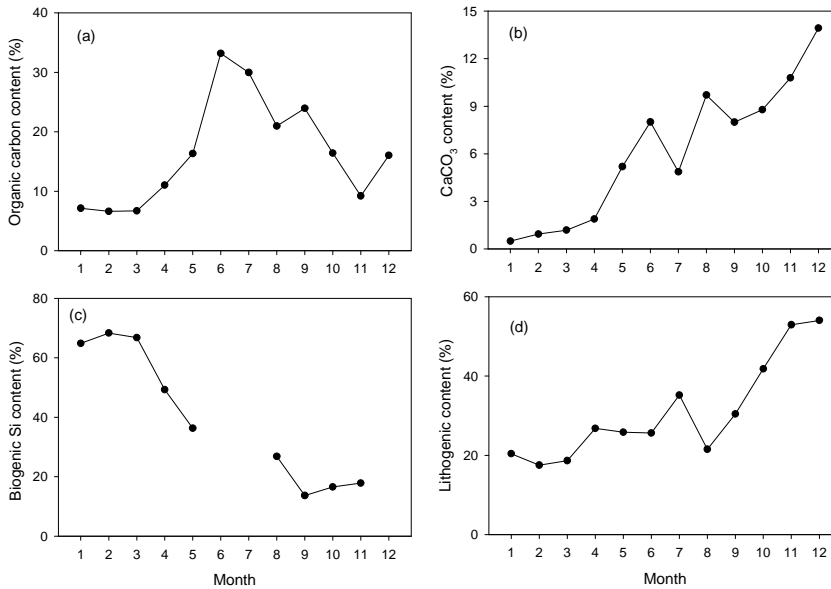 (a)
Organic carbon content (%)
40
30
20
10
0
1 2 3 4 5 6 7 8 9 10 11 12
(b)
CaCO3 content (%)
15
12
9
6
3
0
1 2 3 4 5 6 7 8 9 10 11 12
(c)
Biogenic Si content (%)
80
60
40
20
0
1 2 3 4 5 6 7 8 9 10 11 12
Month
(d)
Lithogenic content (%)
60
40
20
0
1 2 3 4 5 6 7 8 9 10 11 12
Month